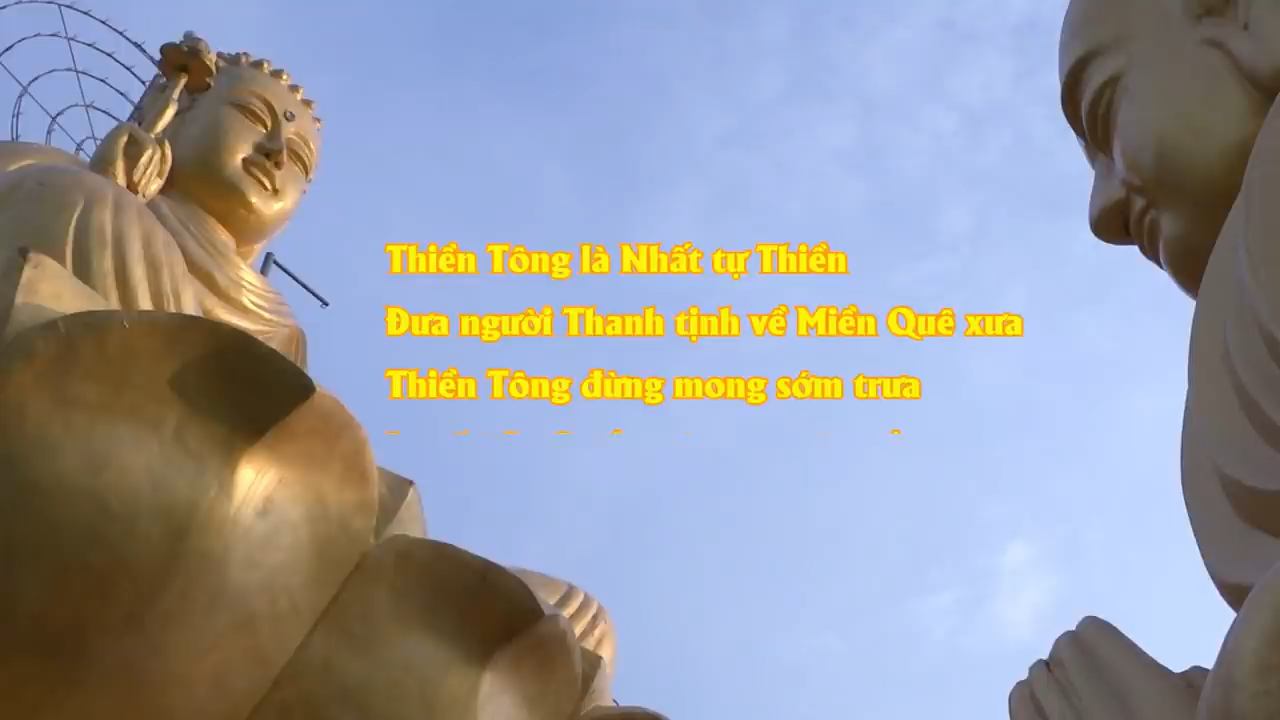 Thiền Tông là Nhất tự Thiền
Đưa người Thanh tịnh về Miền Quê xưa
Thiền Tông đừng mong sớm trưa